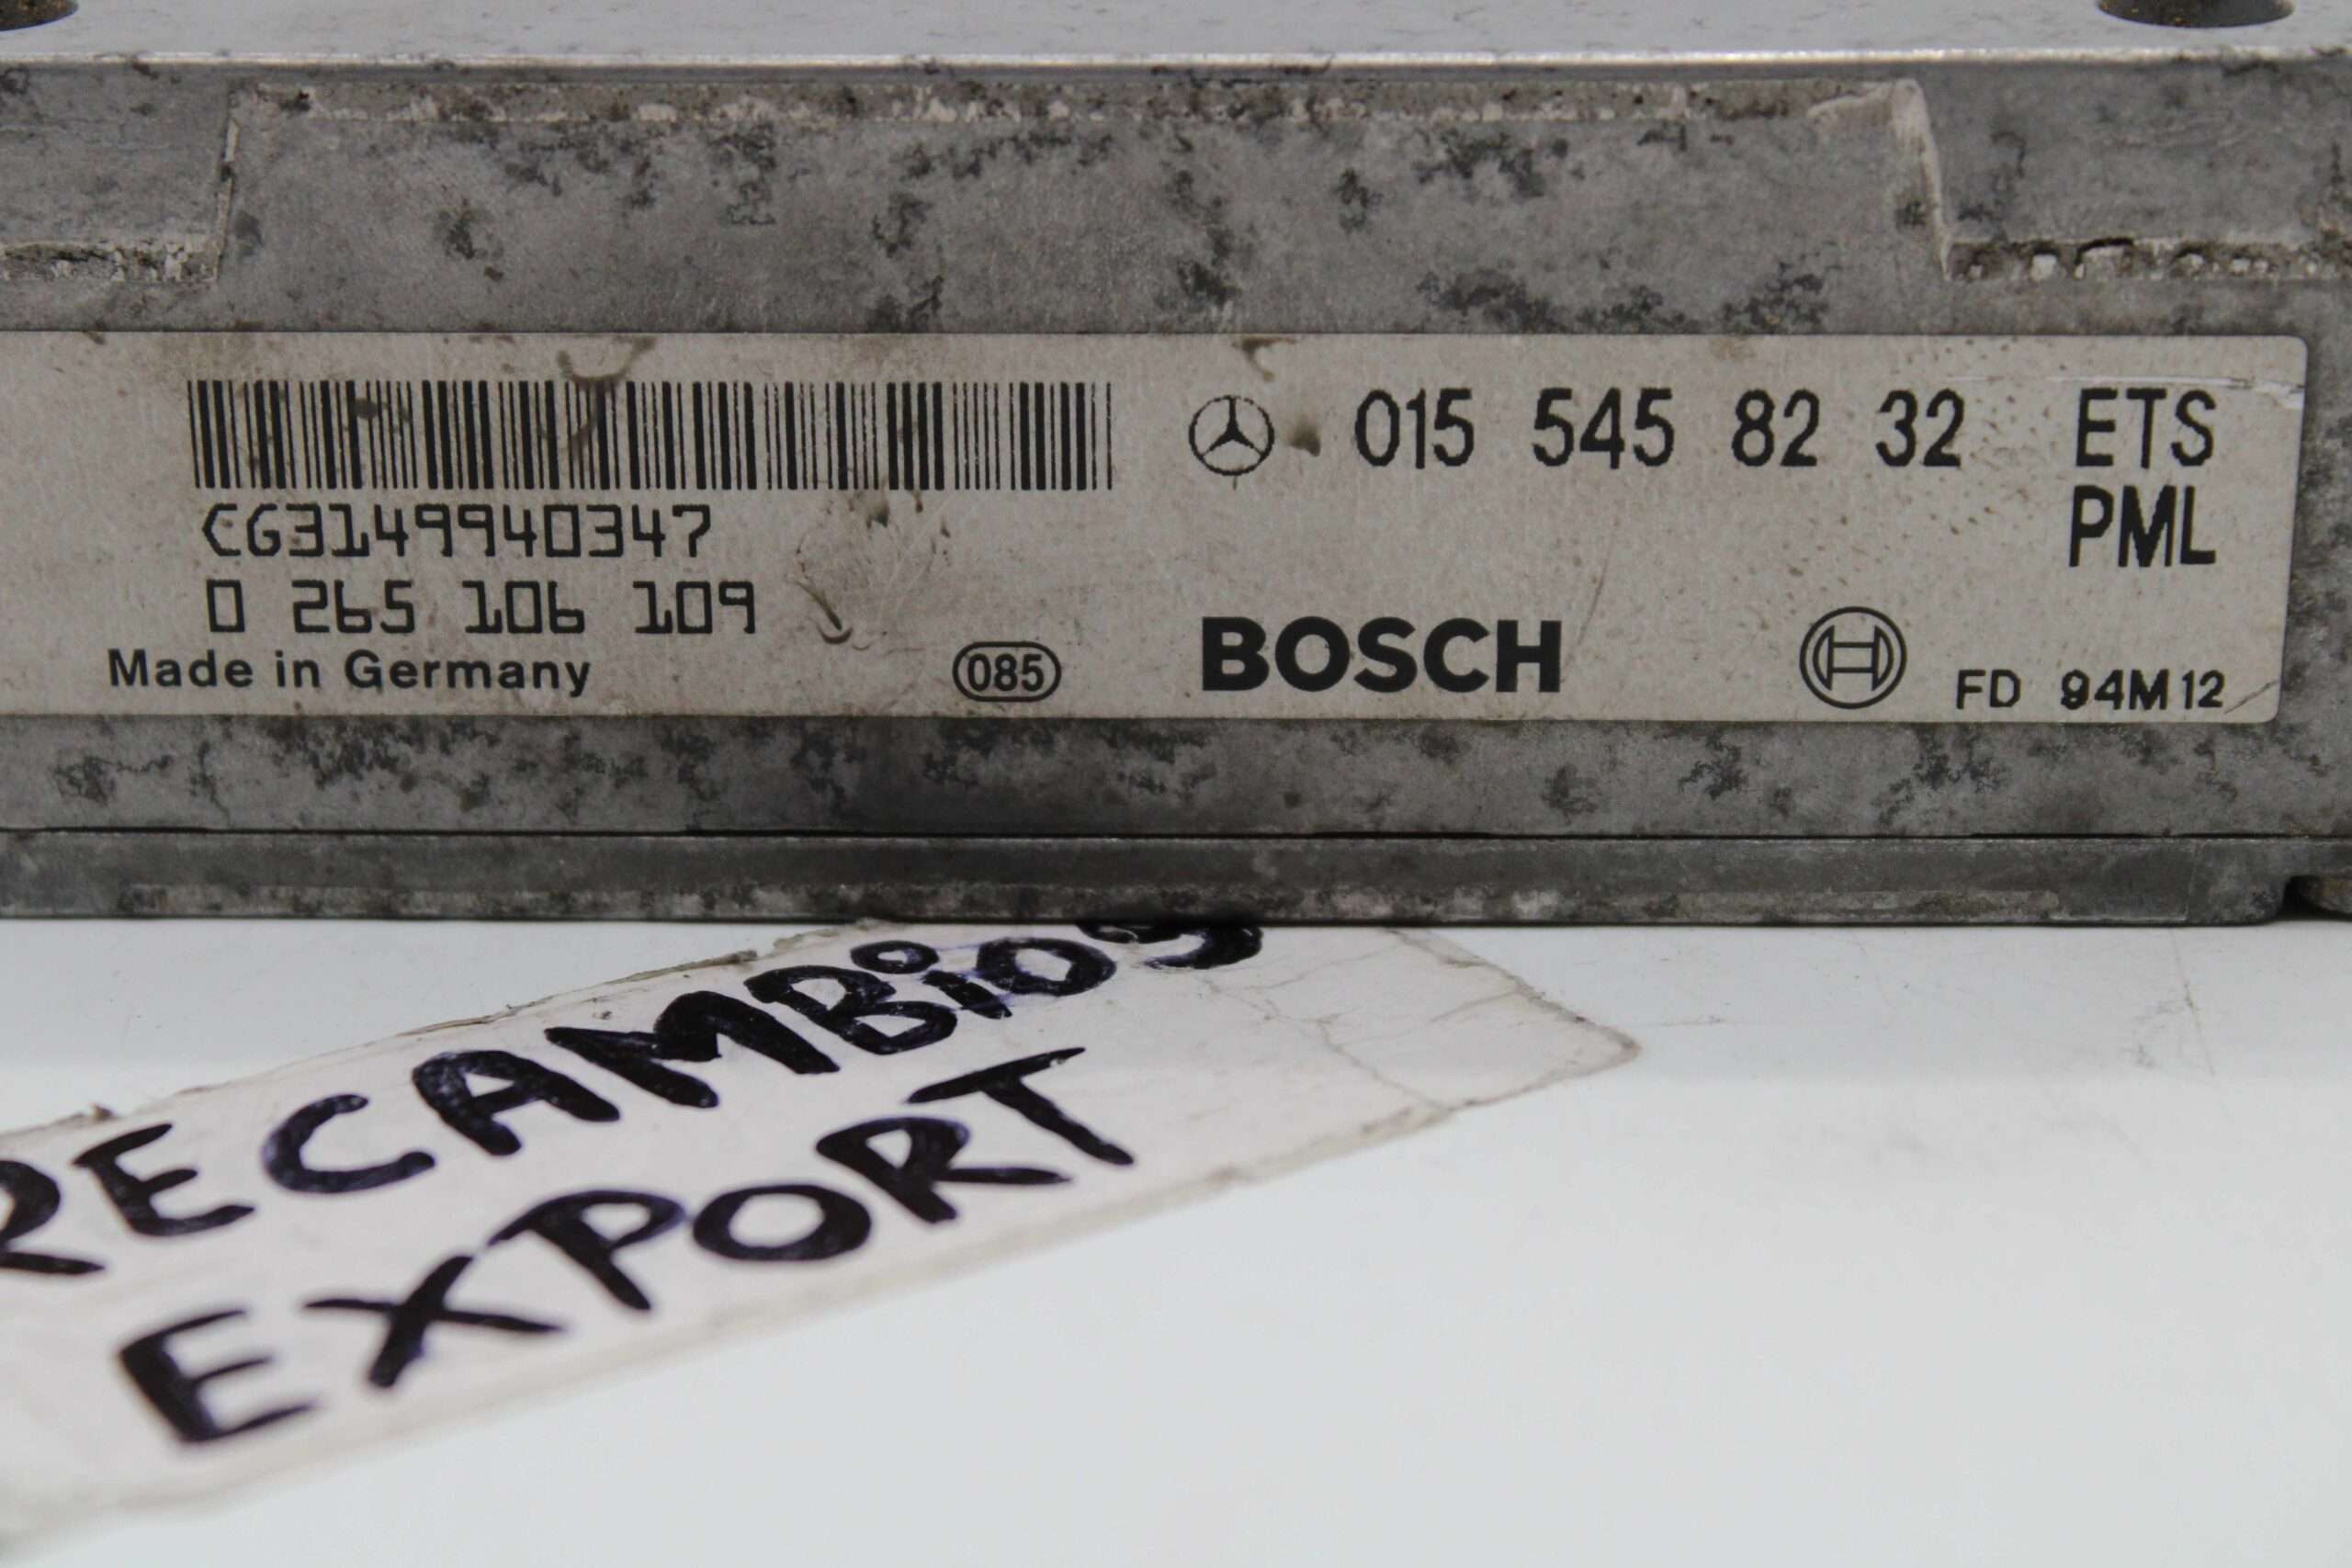 015 545 82 32 ETS
PML
CG3149940347
0 265 106 109
Made in Germany
085
BOSCH
FD 94M12
RECAMBIOS
EXPORT